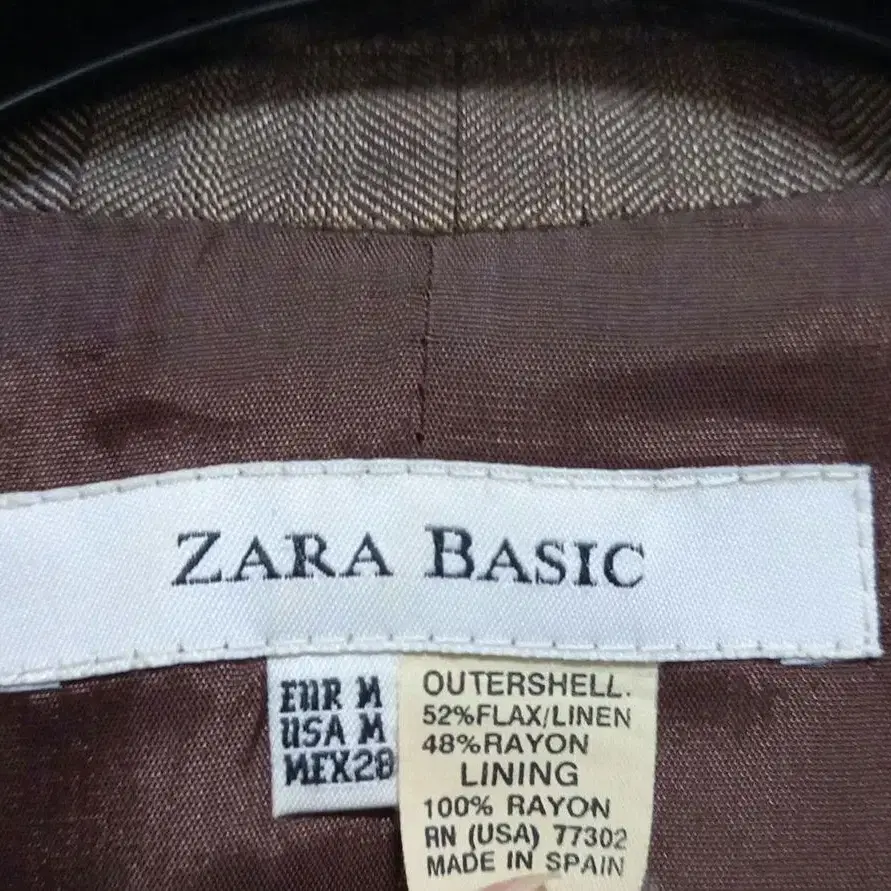 ZARA BASIC
EUR M
USA M
MEX28
OUTERSHELL.
52%FLAX/LINEN
48%RAYON
LINING
100% RAYON
RN (USA) 77302
MADE IN SPAIN